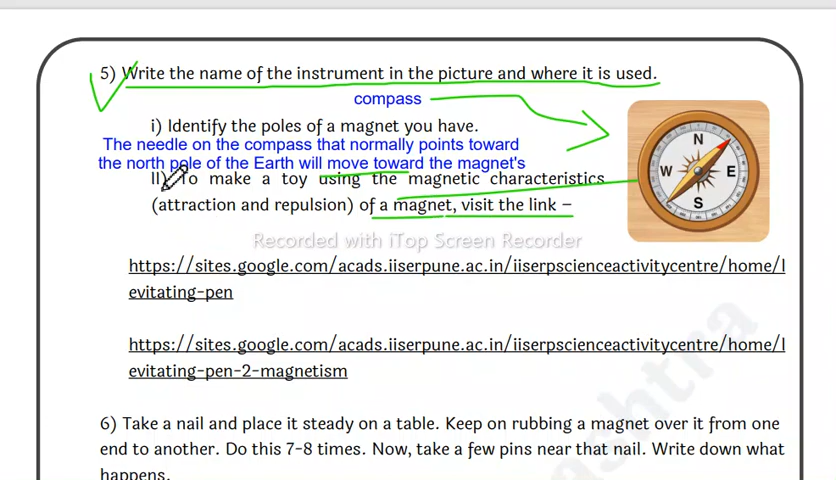 5) Write the name of the instrument in the picture and where it is used.
compass
i) Identify the poles of a magnet you have.
The needle on the compass that normally points toward
the north pole of the Earth will move toward the magnet's
II) To make a toy using the magnetic characteristics
(attraction and repulsion) of a magnet, visit the link –
N
W E
S
Recorded with iTop Screen Recorder
https://sites.google.com/acads.iiserpune.ac.in/iiserpscienceactivitycentre/home/l
evitating-pen
https://sites.google.com/acads.iiserpune.ac.in/iiserpscienceactivitycentre/home/l
evitating-pen-2-magnetism
6) Take a nail and place it steady on a table. Keep on rubbing a magnet over it from one
end to another. Do this 7-8 times. Now, take a few pins near that nail. Write down what
happens.
ashtra